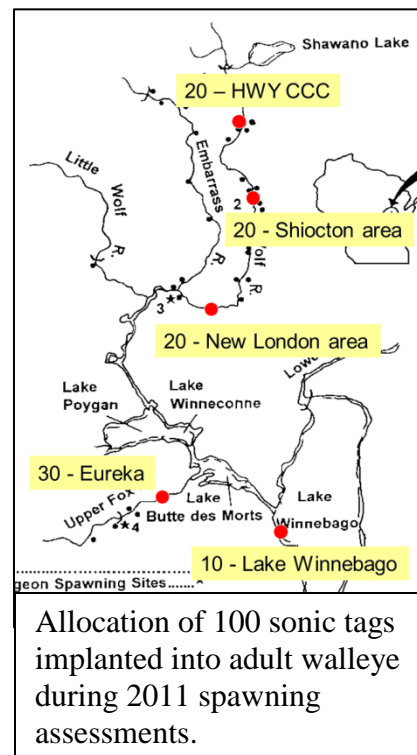 Shawano Lake
20 – HWY CCC
Little
Wolf
R.
Embarrass
R.
2
20 - Shiocton area
R.
3
20 - New London area
Lake
Poygan
Lake
Winneconne
30 - Eureka
Upper Fox
4
Lake
Butte des Morts
Lake
Winnebago
10 - Lake Winnebago
geon Spawning Sites
Allocation of 100 sonic tags
implanted into adult walleye
during 2011 spawning
assessments.